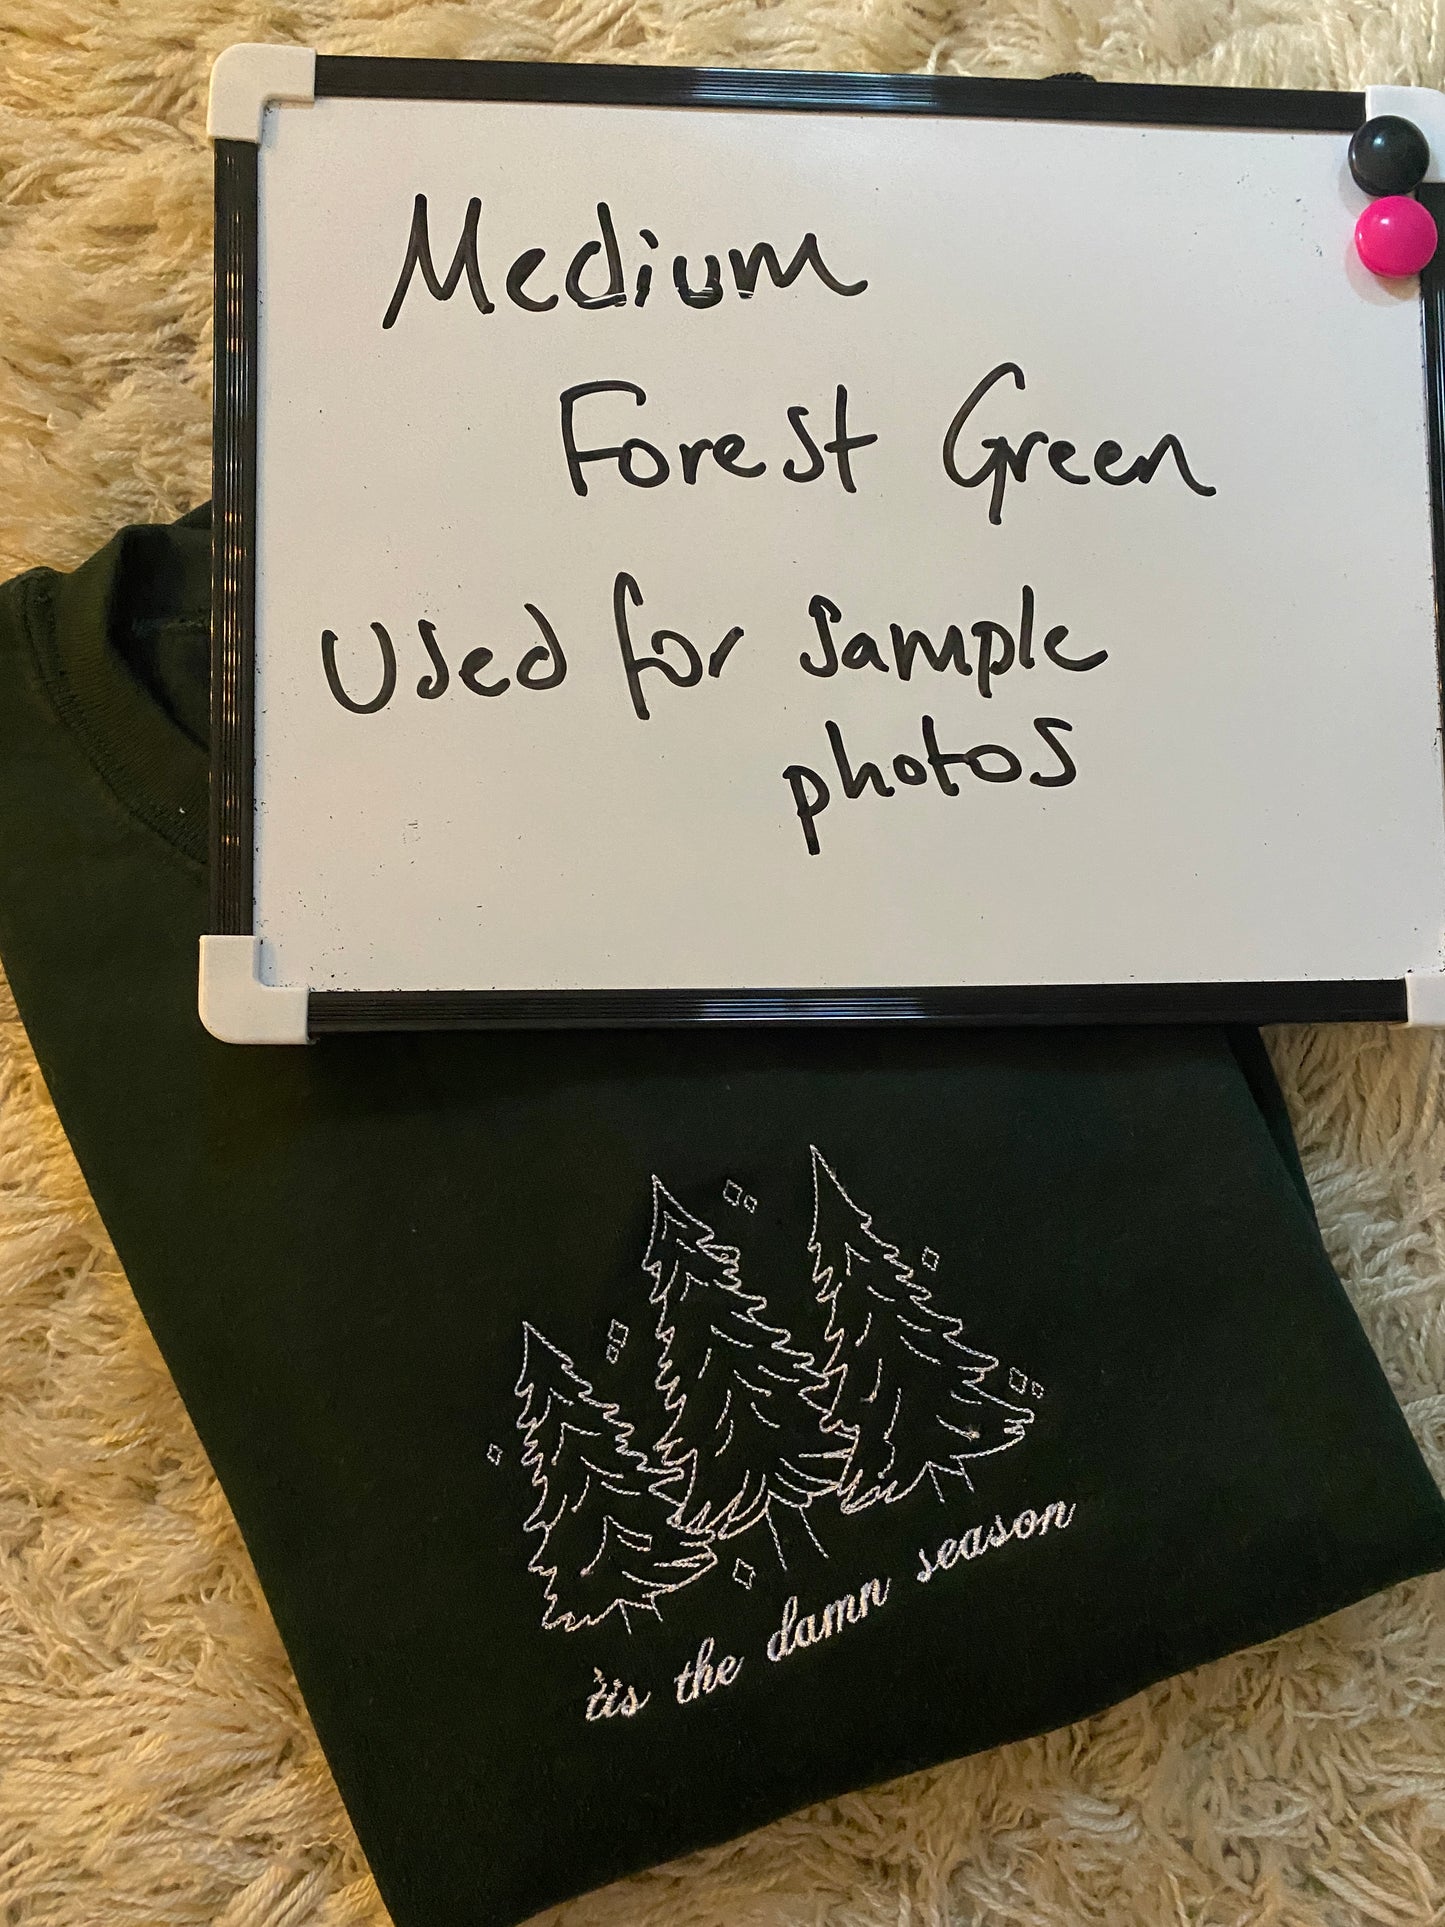 Medium
Forest Green
Used for sample
photos
'tis the damn season